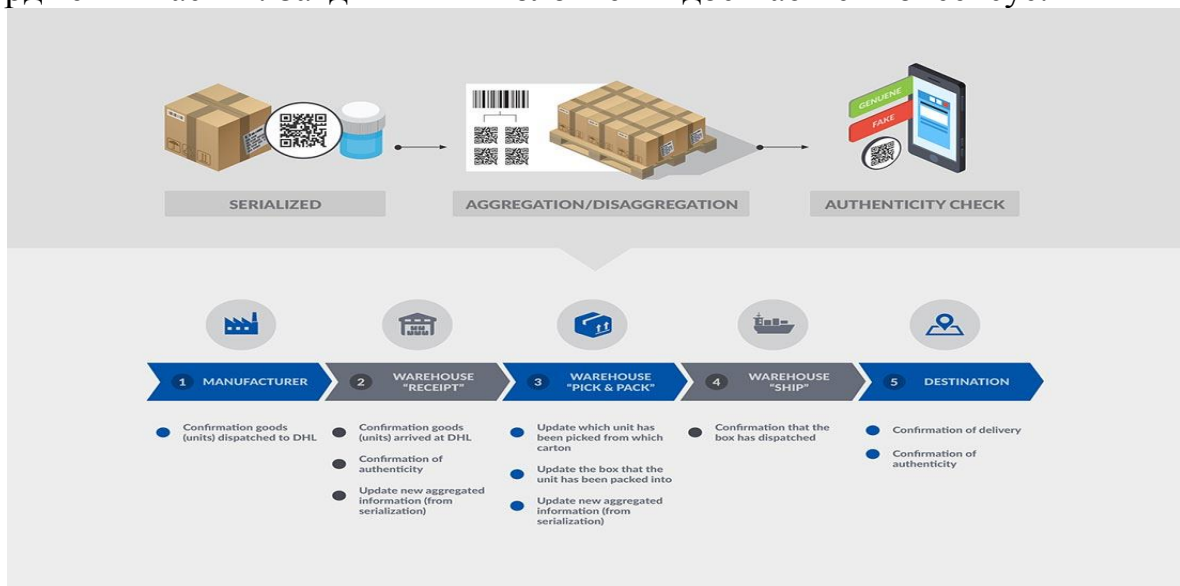 GENUENE
FAKE
SERIALIZED
AGGREGATION/DISAGGREGATION
AUTHENTICITY CHECK
1 MANUFACTURER
2 WAREHOUSE
"RECEIPT"
3 WAREHOUSE
"PICK & PACK"
4 WAREHOUSE
"SHIP"
5 DESTINATION
Confirmation goods
(units) dispatched to DHL
Confirmation goods
(units) arrived at DHL
Confirmation of
authenticity
Update new aggregated
information (from
serialization)
Update which unit has
been picked from which
carton
Update the box that the
unit has been packed into
Update new aggregated
information (from
serialization)
Confirmation that the
box has dispatched
Confirmation of delivery
Confirmation of
authenticity